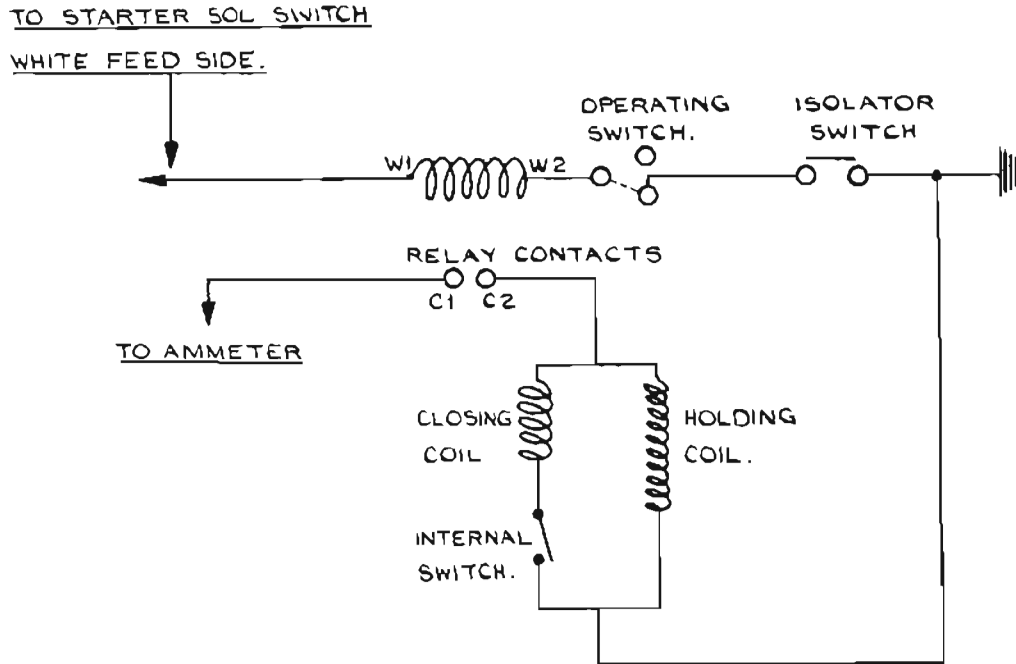 TO STARTER SOL SWITCH
WHITE FEED SIDE.
OPERATING
SWITCH.
ISOLATOR
SWITCH
W1
W2
RELAY CONTACTS
C1 C2
TO AMMETER
CLOSING
COIL
HOLDING
COIL.
INTERNAL
SWITCH.